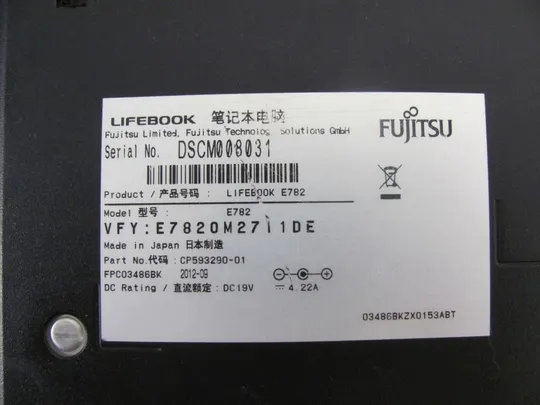 LIFEBOOK 笔记本电脑
FUJITSU
Fujitsu Limited, Fujitsu Technolog Solutions GmbH
Serial No. DSCM008031
Product / 产品号码 : LIFEBOOK E782
Model 型号 : E782
VFY:E7820M2711DE
Made in Japan 日本制造
Part No.代码 : CP593290-01
FPC03486BK 2012-09
DC Rating / 直流额定 : DC19V 4.22A
03486BKZX0153ABT